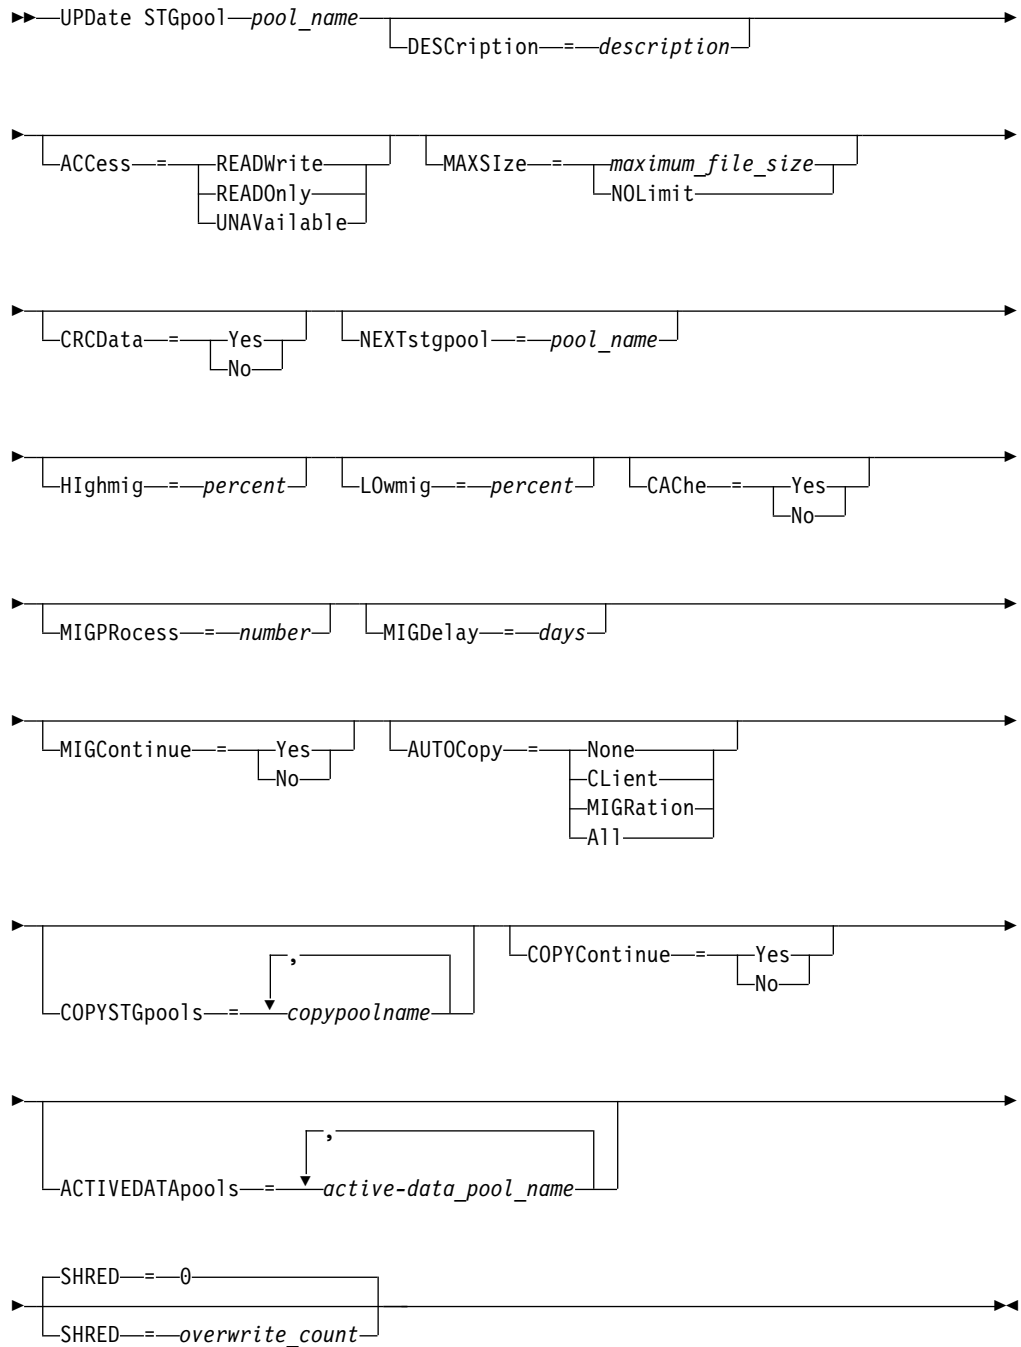 UPDate STGpool pool_name
DESCription = description
ACCess = READWrite
READOnly
UNAVailable
MAXSIze = maximum_file_size
NOLimit
CRCData = Yes
No
NEXTstgpool = pool_name
HIghmig = percent
LOwmig = percent
CAChe = Yes
No
MIGPRocess = number
MIGDelay = days
MIGContinue = Yes
No
AUTOCopy = None
CLient
MIGRation
All
,
COPYSTGpools = copypoolname
COPYContinue = Yes
No
,
ACTIVEDATApools = active-data_pool_name
SHRED = 0
SHRED = overwrite_count